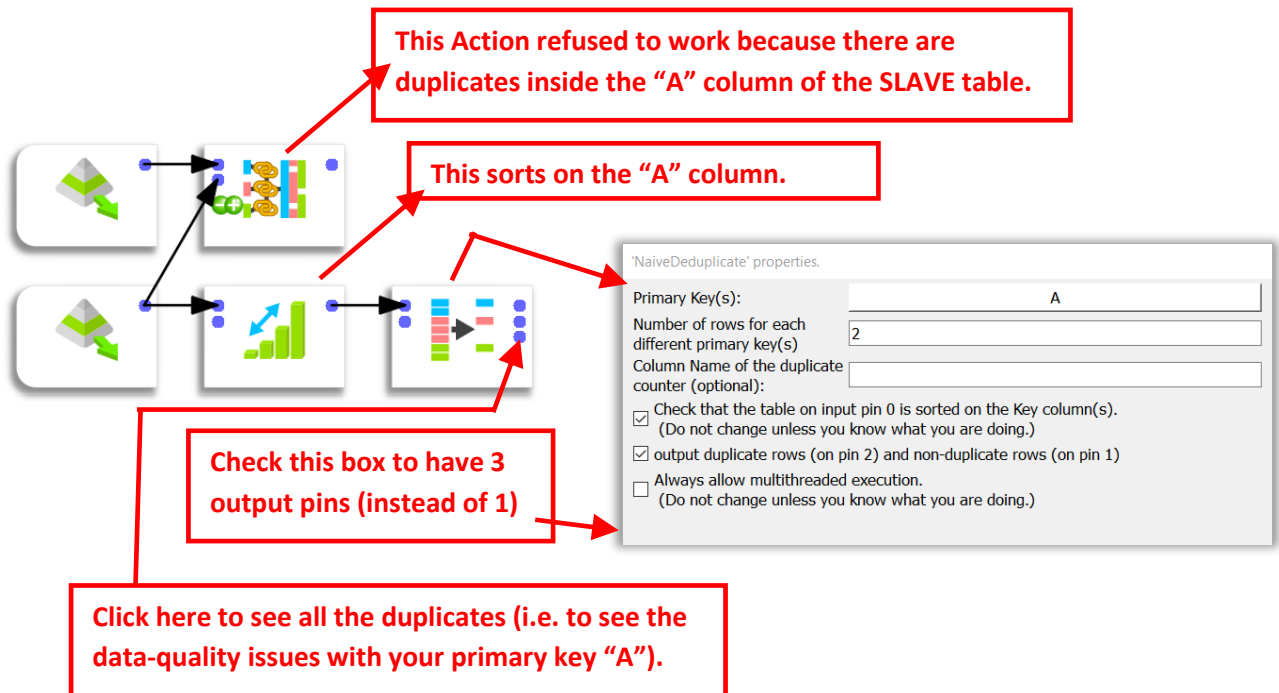 This Action refused to work because there are
duplicates inside the “A” column of the SLAVE table.
This sorts on the “A” column.
'NaiveDeduplicate' properties.
Primary Key(s):
A
Number of rows for each
different primary key(s)
2
Column Name of the duplicate
counter (optional):
Check that the table on input pin 0 is sorted on the Key column(s).
(Do not change unless you know what you are doing.)
output duplicate rows (on pin 2) and non-duplicate rows (on pin 1)
Always allow multithreaded execution.
(Do not change unless you know what you are doing.)
Check this box to have 3
output pins (instead of 1)
Click here to see all the duplicates (i.e. to see the
data-quality issues with your primary key “A”).